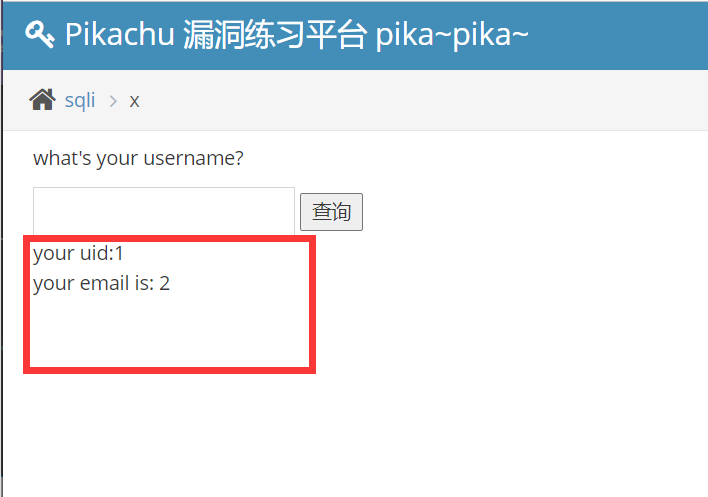 Pikachu 漏洞练习平台 pika~pika~
sqli > x
what's your username?
查询
your uid:1
your email is: 2